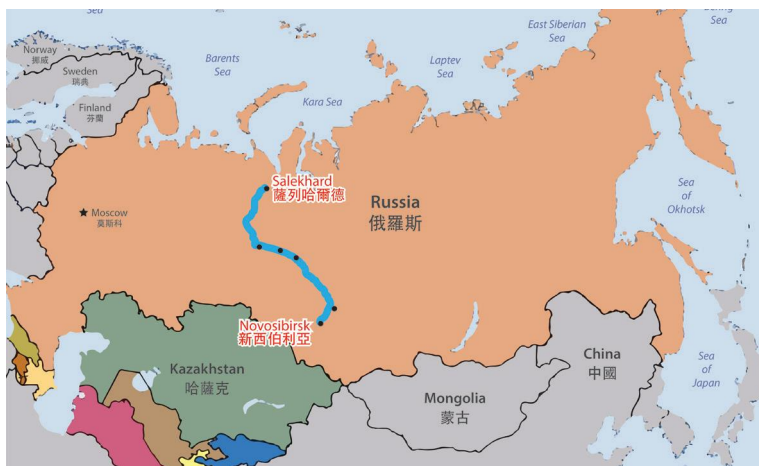 Sea
Bering
Sea
East Siberian
Sea
Norway
挪威
Barents
Sea
Laptev
Sea
Sweden
瑞典
Finland
芬蘭
Kara Sea
Salekhard
薩列哈爾德
Russia
俄羅斯
Sea
of
Okhotsk
Moscow
莫斯科
Novosibirsk
新西伯利亞
Kazakhstan
哈薩克
China
中國
Mongolia
蒙古
Sea
of
Japan